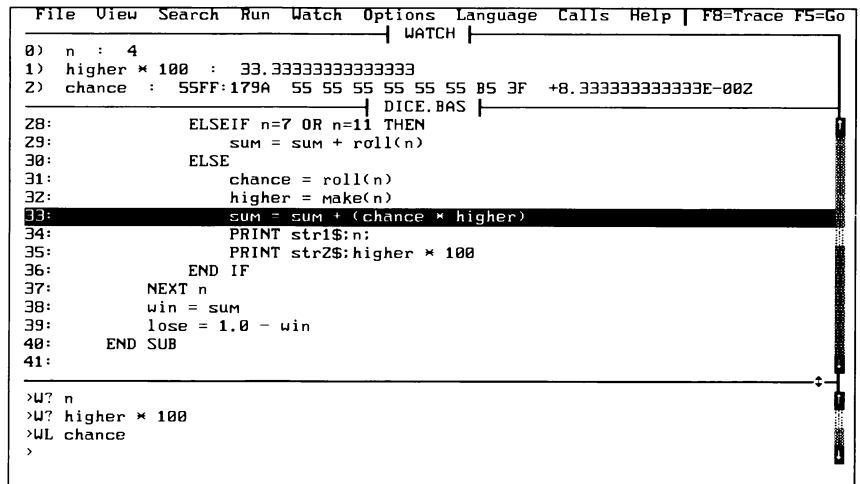 File View Search Run Watch Options Language Calls Help | F8=Trace F5=Go
WATCH
0) n : 4
1) higher * 100 : 33.33333333333333
2) chance : 55FF:179A 55 55 55 55 55 55 B5 3F +8.333333333333E-002
DICE.BAS
28: ELSEIF n=7 OR n=11 THEN
29: sum = sum + roll(n)
30: ELSE
31: chance = roll(n)
32: higher = make(n)
33: sum = sum + (chance * higher)
34: PRINT str1$;n;
35: PRINT str2$;higher * 100
36: END IF
37: NEXT n
38: win = sum
39: lose = 1.0 - win
40: END SUB
41:
>W? n
>W? higher * 100
>WL chance
>